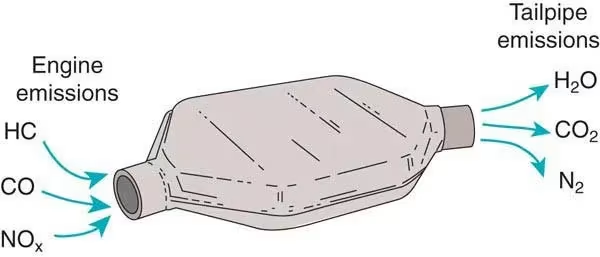 Engine
emissions
HC
CO
NOₓ
Tailpipe
emissions
H₂O
CO₂
N₂